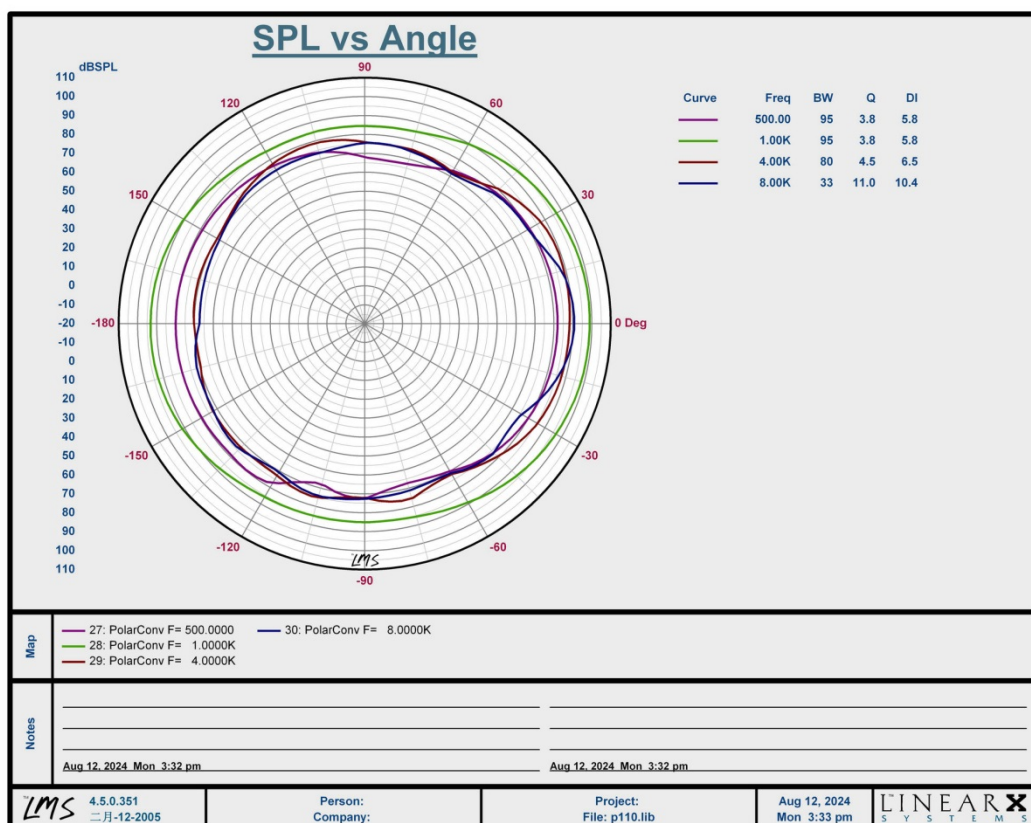 SPL vs Angle
dBSPL
110
100
90
80
70
60
50
40
30
20
10
0
-10
-20
-10
0
10
20
30
40
50
60
70
80
90
100
110
90
120
60
150
30
-180
0 Deg
-150
-30
-120
-60
-90
LMS
Curve Freq BW Q DI
500.00 95 3.8 5.8
1.00K 95 3.8 5.8
4.00K 80 4.5 6.5
8.00K 33 11.0 10.4
Map
27: PolarConv F= 500.0000
28: PolarConv F= 1.0000K
29: PolarConv F= 4.0000K
30: PolarConv F= 8.0000K
Notes
Aug 12, 2024 Mon 3:32 pm
Aug 12, 2024 Mon 3:32 pm
LMS
4.5.0.351
二月-12-2005
Person:
Company:
Project:
File: p110.lib
Aug 12, 2024
Mon 3:33 pm
LINEARX
SYSTEMS